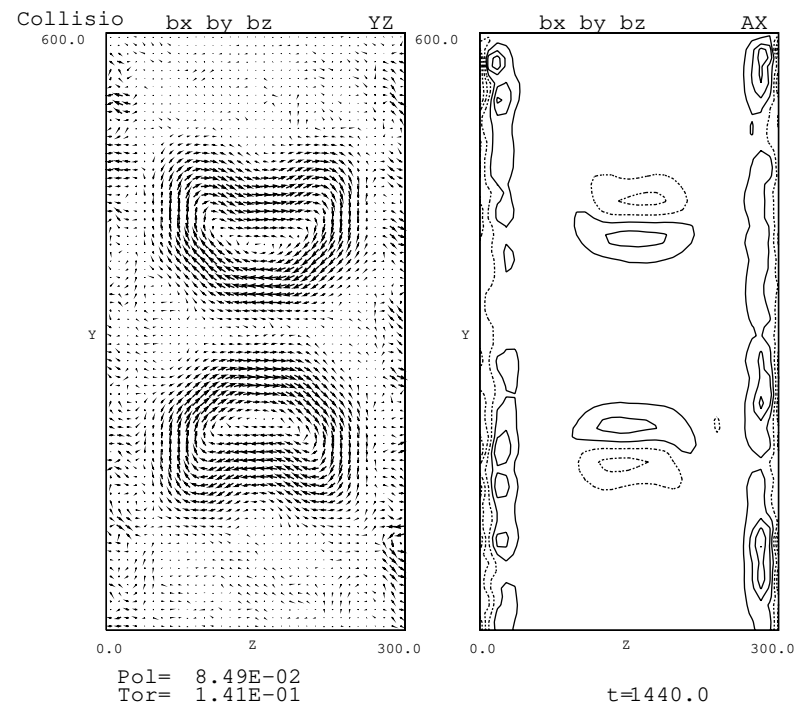 Collisio bx by bz YZ bx by bz AX
600.0 600.0
Y Y
0.0 Z 300.0 0.0 Z 300.0
Pol= 8.49E-02
Tor= 1.41E-01 t=1440.0